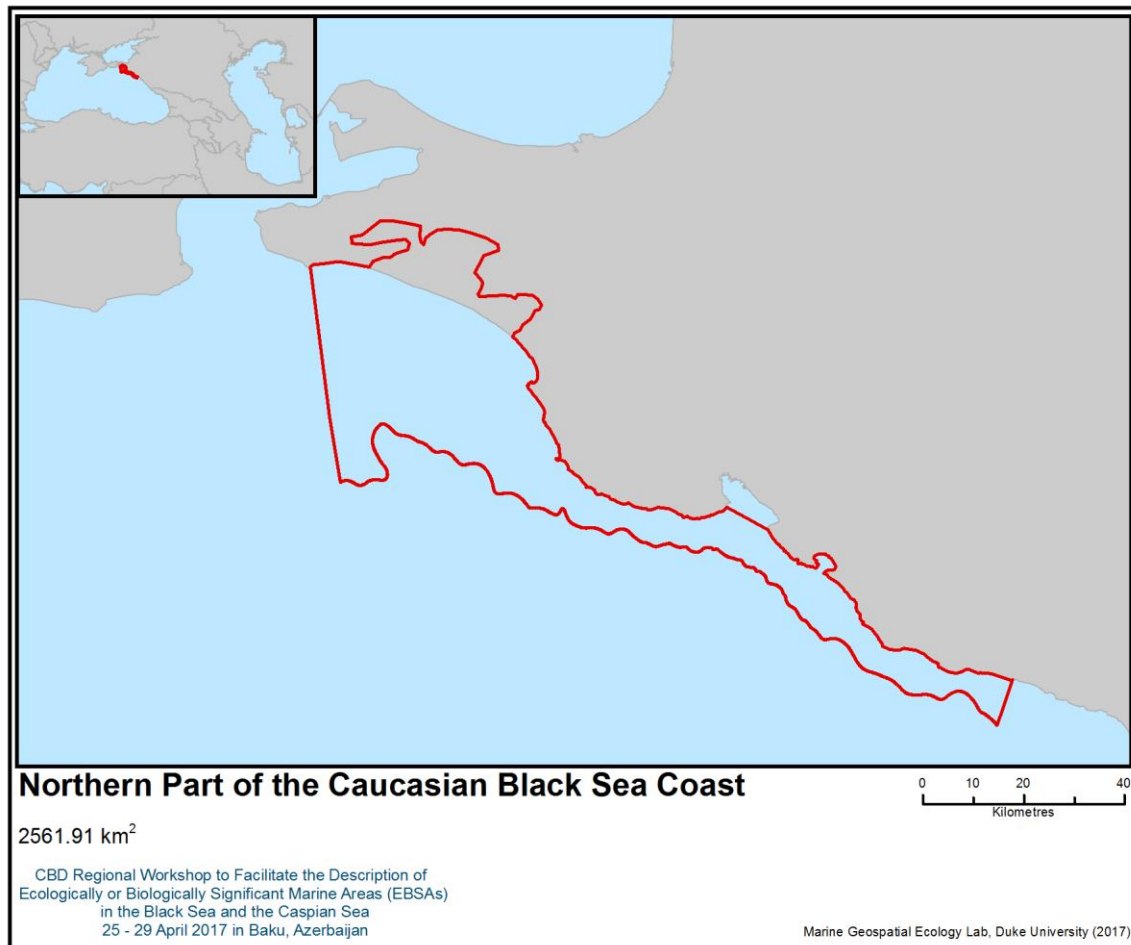 Northern Part of the Caucasian Black Sea Coast
0 10 20 40
Kilometres
2561.91 km²
CBD Regional Workshop to Facilitate the Description of
Ecologically or Biologically Significant Marine Areas (EBSAs)
in the Black Sea and the Caspian Sea
25 - 29 April 2017 in Baku, Azerbaijan
Marine Geospatial Ecology Lab, Duke University (2017)